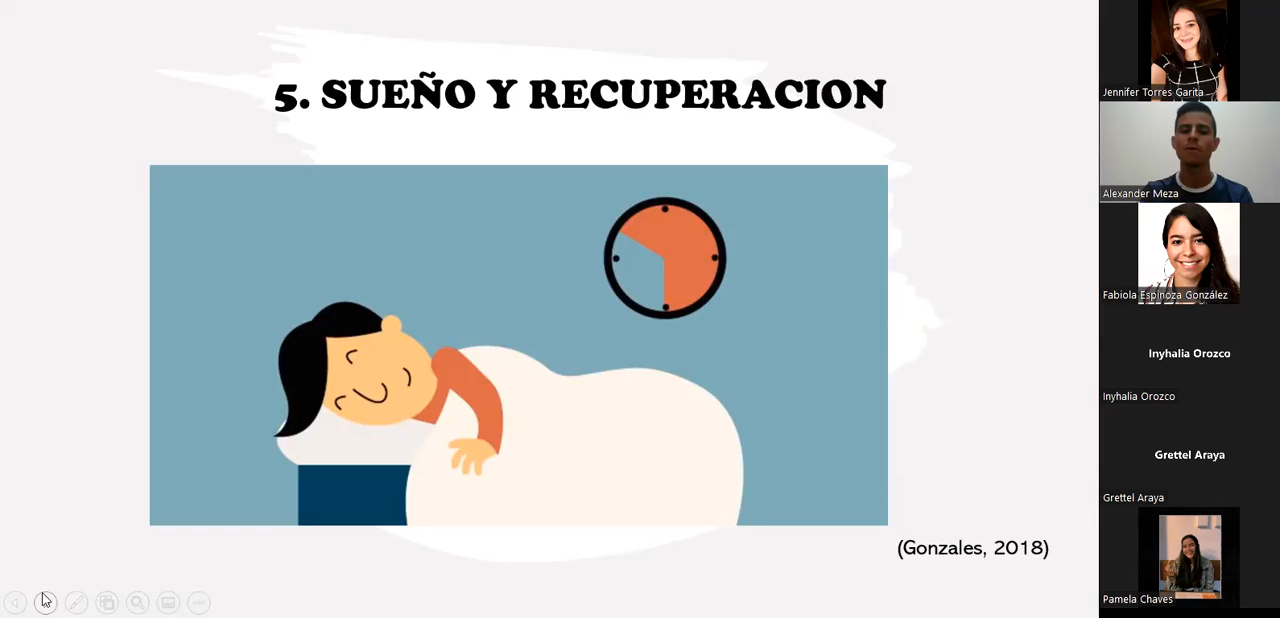 5. SUEÑO Y RECUPERACION
(Gonzales, 2018)
Jennifer Torres Garita
Alexander Meza
Fabiola Espinoza González
Inyhalia Orozco
Inyhalia Orozco
Grettel Araya
Grettel Araya
Pamela Chaves